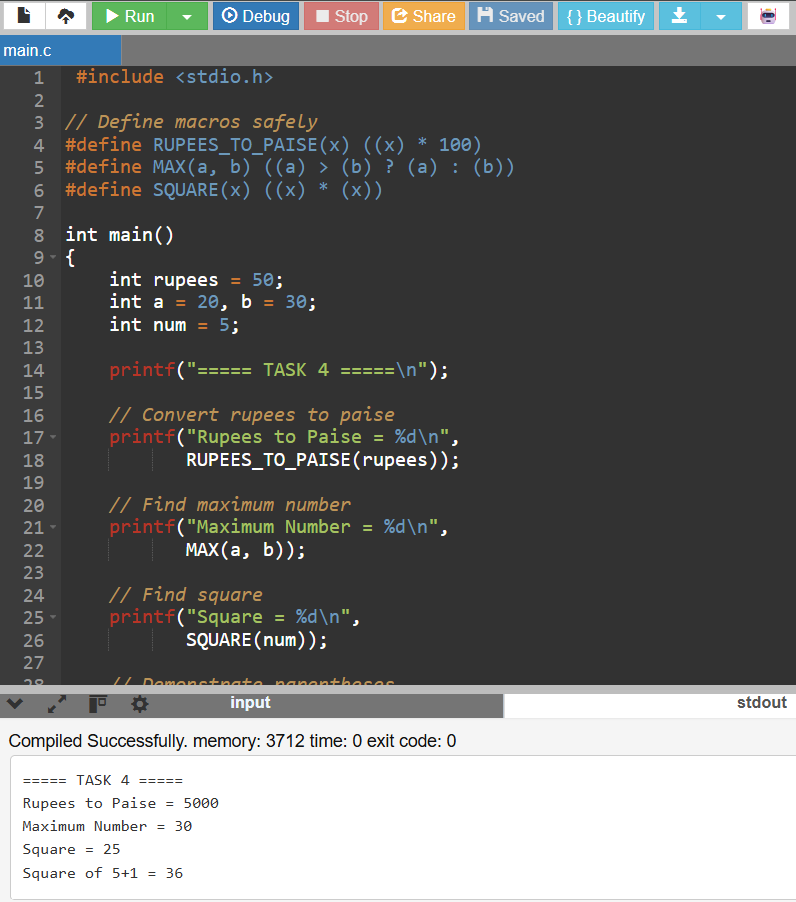 Run Debug Stop Share Saved { } Beautify
main.c
1 #include <stdio.h>
2
3 // Define macros safely
4 #define RUPEES_TO_PAISE(x) ((x) * 100)
5 #define MAX(a, b) ((a) > (b) ? (a) : (b))
6 #define SQUARE(x) ((x) * (x))
7
8 int main()
9 {
10 int rupees = 50;
11 int a = 20, b = 30;
12 int num = 5;
13
14 printf("===== TASK 4 =====\n");
15
16 // Convert rupees to paise
17 printf("Rupees to Paise = %d\n",
18 RUPEES_TO_PAISE(rupees));
19
20 // Find maximum number
21 printf("Maximum Number = %d\n",
22 MAX(a, b));
23
24 // Find square
25 printf("Square = %d\n",
26 SQUARE(num));
27
28 // Demonstrate parentheses
input stdout
Compiled Successfully. memory: 3712 time: 0 exit code: 0
===== TASK 4 =====
Rupees to Paise = 5000
Maximum Number = 30
Square = 25
Square of 5+1 = 36